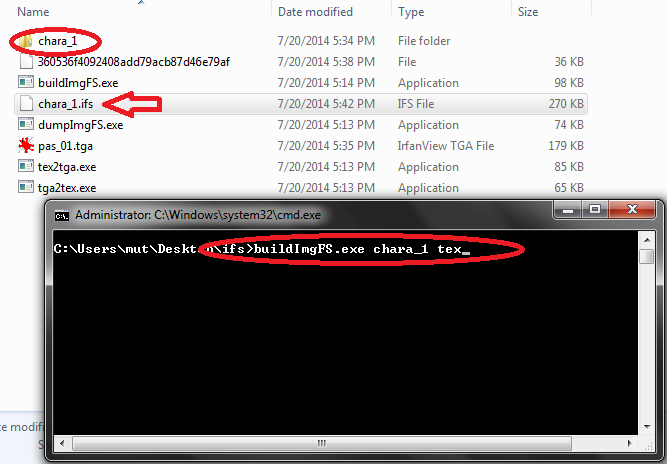 Name Date modified Type Size
chara_1 7/20/2014 5:34 PM File folder
360536f4092408add79acb87d46e79af 7/20/2014 5:38 PM File 36 KB
buildImgFS.exe 7/20/2014 5:14 PM Application 98 KB
chara_1.ifs 7/20/2014 5:42 PM IFS File 270 KB
dumpImgFS.exe 7/20/2014 5:13 PM Application 74 KB
pas_01.tga 7/20/2014 5:35 PM IrfanView TGA File 179 KB
tex2tga.exe 7/20/2014 5:13 PM Application 85 KB
tga2tex.exe 7/20/2014 5:13 PM Application 65 KB
Administrator: C:\Windows\system32\cmd.exe
C:\Users\mut\Desktop\ifs>buildImgFS.exe chara_1 tex_
te modifi
S